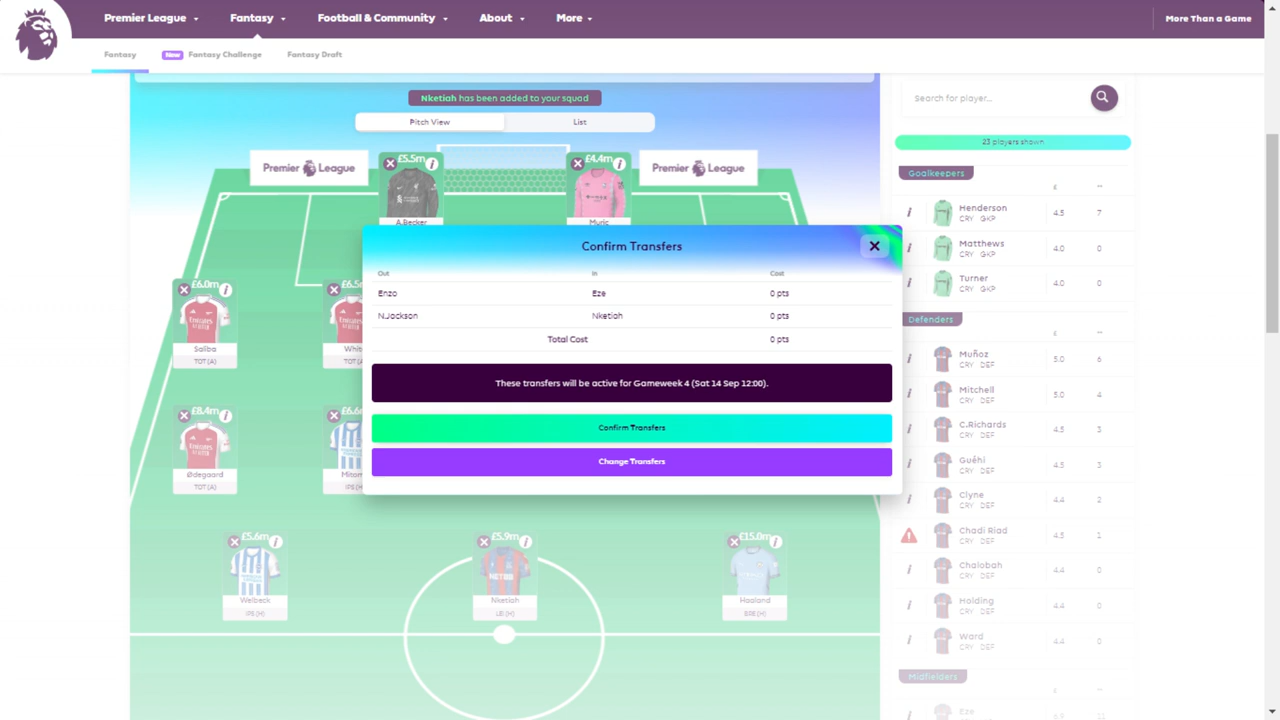 Premier League
Fantasy
Football & Community
About
More
More Than a Game
Fantasy
New Fantasy Challenge
Fantasy Draft
Nketiah has been added to your squad
Pitch View
List
Search for player...
23 players shown
Premier League
£5.5m
£4.4m
Premier League
A.Becker
Muric
Confirm Transfers
Out
In
Cost
Enzo
Eze
0 pts
N.Jackson
Nketiah
0 pts
Total Cost
0 pts
These transfers will be active for Gameweek 4 (Sat 14 Sep 12:00).
Confirm Transfers
Change Transfers
£6.0m
£6.5
Saliba
Whit
TOT (A)
TOT (A
£8.4m
£6.6
Ødegaard
Mitom
TOT (A)
IPS (H
£5.6m
£5.9m
£15.0m
Welbeck
Nketiah
Haaland
IPS (H)
LEI (H)
BRE (H)
Goalkeepers
£
**
Henderson
CRY GKP
4.5
7
Matthews
CRY GKP
4.0
0
Turner
CRY GKP
4.0
0
Defenders
£
**
Muñoz
CRY DEF
5.0
6
Mitchell
CRY DEF
5.0
4
C.Richards
CRY DEF
4.5
3
Guéhi
CRY DEF
4.5
3
Clyne
CRY DEF
4.4
2
Chadi Riad
CRY DEF
4.5
1
Chalobah
CRY DEF
4.4
0
Holding
CRY DEF
4.4
0
Ward
CRY DEF
4.4
0
Midfielders
£
**
Eze